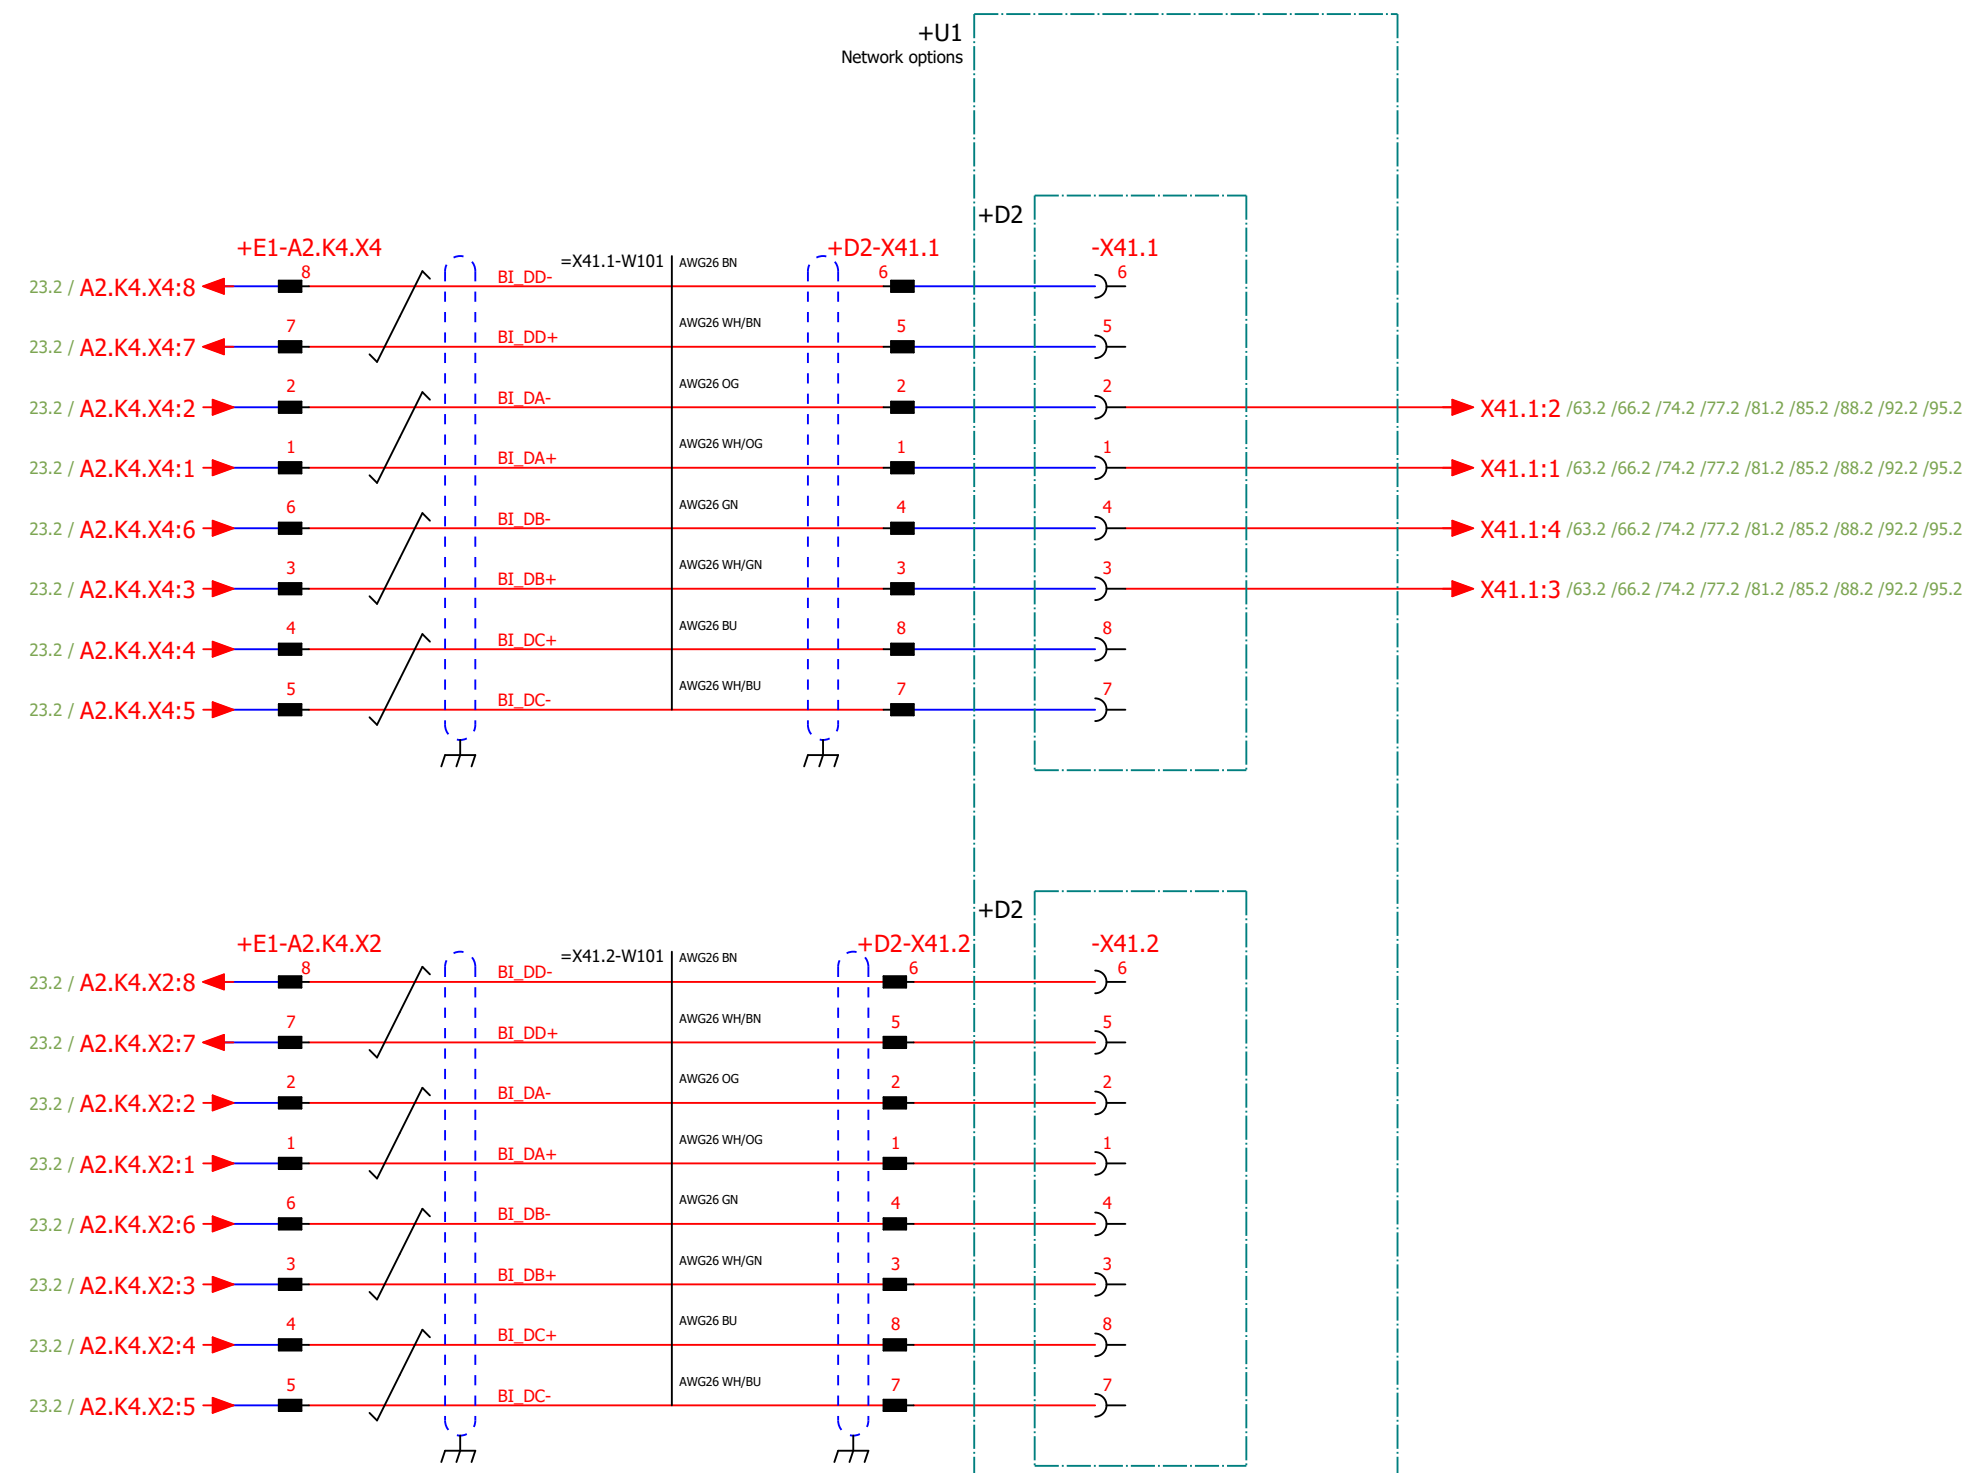 +U1
Network options
+D2
+E1-A2.K4.X4 =X41.1-W101 AWG26 BN +D2-X41.1 -X41.1
23.2 / A2.K4.X4:8 8 BI_DD- 6 6
AWG26 WH/BN
23.2 / A2.K4.X4:7 7 BI_DD+ 5 5
AWG26 OG
23.2 / A2.K4.X4:2 2 BI_DA- 2 2 X41.1:2 /63.2 /66.2 /74.2 /77.2 /81.2 /85.2 /88.2 /92.2 /95.2
AWG26 WH/OG
23.2 / A2.K4.X4:1 1 BI_DA+ 1 1 X41.1:1 /63.2 /66.2 /74.2 /77.2 /81.2 /85.2 /88.2 /92.2 /95.2
AWG26 GN
23.2 / A2.K4.X4:6 6 BI_DB- 4 4 X41.1:4 /63.2 /66.2 /74.2 /77.2 /81.2 /85.2 /88.2 /92.2 /95.2
AWG26 WH/GN
23.2 / A2.K4.X4:3 3 BI_DB+ 3 3 X41.1:3 /63.2 /66.2 /74.2 /77.2 /81.2 /85.2 /88.2 /92.2 /95.2
AWG26 BU
23.2 / A2.K4.X4:4 4 BI_DC+ 8 8
AWG26 WH/BU
23.2 / A2.K4.X4:5 5 BI_DC- 7 7
+D2
+E1-A2.K4.X2 =X41.2-W101 AWG26 BN +D2-X41.2 -X41.2
23.2 / A2.K4.X2:8 8 BI_DD- 6 6
AWG26 WH/BN
23.2 / A2.K4.X2:7 7 BI_DD+ 5 5
AWG26 OG
23.2 / A2.K4.X2:2 2 BI_DA- 2 2
AWG26 WH/OG
23.2 / A2.K4.X2:1 1 BI_DA+ 1 1
AWG26 GN
23.2 / A2.K4.X2:6 6 BI_DB- 4 4
AWG26 WH/GN
23.2 / A2.K4.X2:3 3 BI_DB+ 3 3
AWG26 BU
23.2 / A2.K4.X2:4 4 BI_DC+ 8 8
AWG26 WH/BU
23.2 / A2.K4.X2:5 5 BI_DC- 7 7